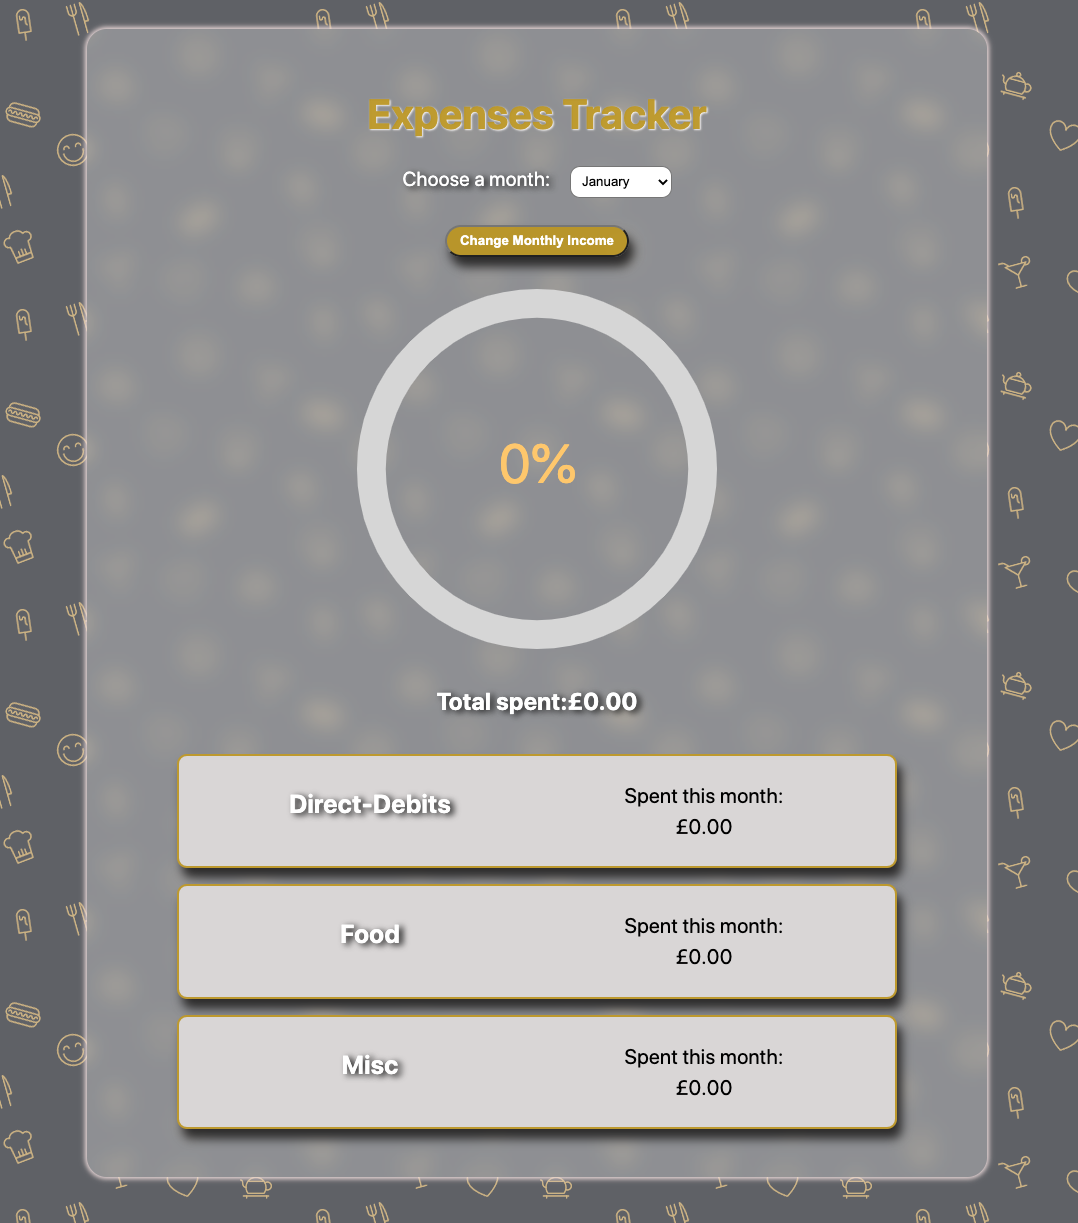 Expenses Tracker
Choose a month: January
Change Monthly Income
0%
Total spent:£0.00
Direct-Debits
Spent this month:
£0.00
Food
Spent this month:
£0.00
Misc
Spent this month:
£0.00